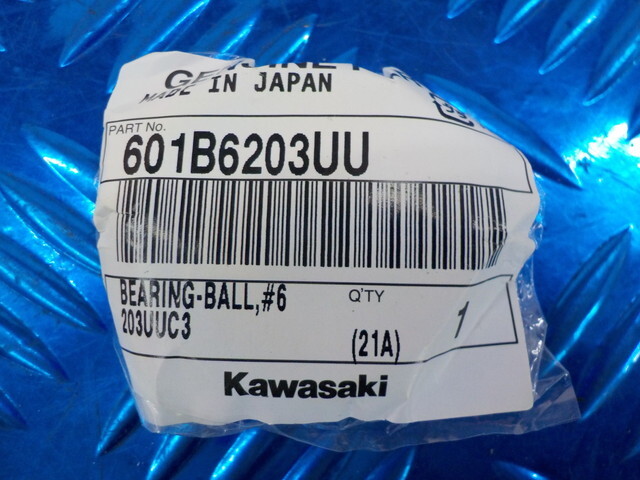 MADE IN JAPAN
PART No.
601B6203UU
BEARING-BALL,#6
203UUC3
Q'TY
1
(21A)
Kawasaki